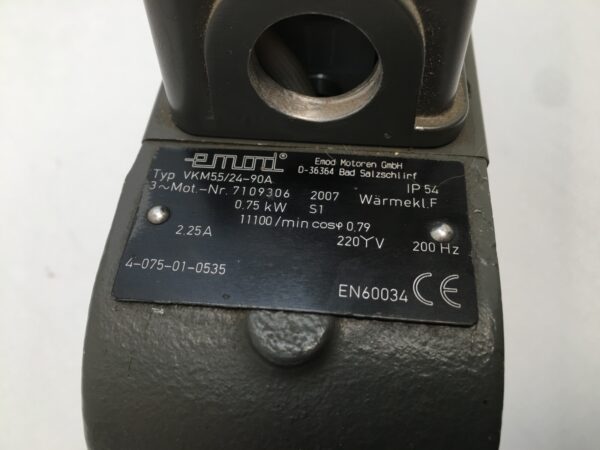 emod®
Emod Motoren GmbH
D-36364 Bad Salzschlirf
Typ VKM55/24-90A IP 54
3~Mot.-Nr. 7109306 2007 Wärmekl.F
0.75 kW S1
11100/min cosφ 0.79
2.25A 220Y V 200 Hz
4-075-01-0535
EN60034 CE